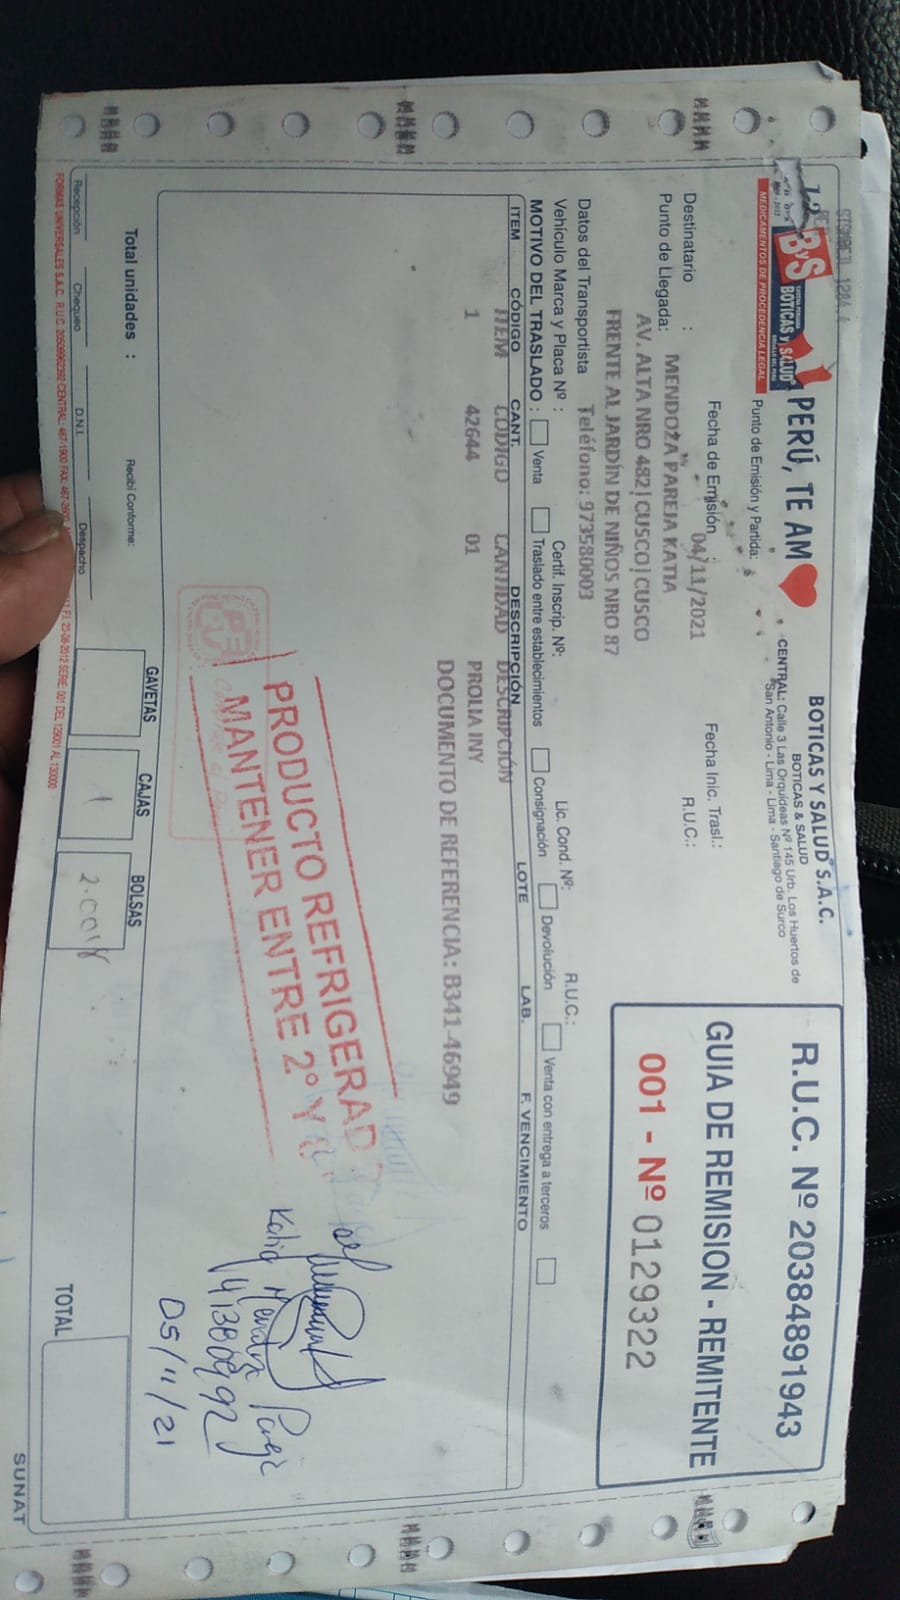 BYS BOTICAS y SALUD
MEDICAMENTOS DE PROCEDENCIA LEGAL
PERÚ, TE AM
BOTICAS Y SALUD S.A.C.
BOTICAS & SALUD
CENTRAL: Calle 3 Las Orquídeas Nº 145 Urb. Los Huertos de
San Antonio - Lima - Lima - Santiago de Surco
R.U.C. Nº 20384891943
GUIA DE REMISION - REMITENTE
001 - Nº 0129322
Punto de Emisión y Partida:
Fecha de Emisión : 04/11/2021
Fecha Inic. Trasl.:
Destinatario : MENDOZA PAREJA KATIA
R.U.C.:
Punto de Llegada: AV. ALTA NRO 482|CUSCO|CUSCO
FRENTE AL JARDÍN DE NIÑOS NRO 87
Datos del Transportista
Teléfono: 973580003
R.U.C.:
Vehículo Marca y Placa Nº :
Certif. Inscrip. Nº:
Lic. Cond. Nº:
MOTIVO DEL TRASLADO : Venta Traslado entre establecimientos Consignación Devolución Venta con entrega a terceros
ITEM CÓDIGO CANT. DESCRIPCIÓN LOTE LAB. F. VENCIMIENTO
ITEM CODIGO CANTIDAD DESCRIPCIÓN
1 42644 01 PROLIA INY
DOCUMENTO DE REFERENCIA: B341-46949
PRODUCTO REFRIGERAD
MANTENER ENTRE 2º Y
05/11/21
Total unidades :
Recibí Conforme:
GAVETAS CAJAS BOLSAS
1
TOTAL
Recepción Chequeo D.N.I. Despacho
SUNAT